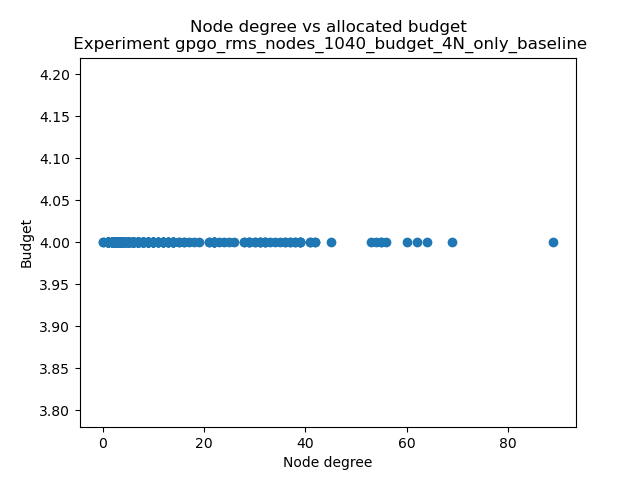 Node degree vs allocated budget
Experiment gpgo_rms_nodes_1040_budget_4N_only_baseline
4.20
4.15
4.10
4.05
4.00
3.95
3.90
3.85
3.80
Budget
0 20 40 60 80
Node degree